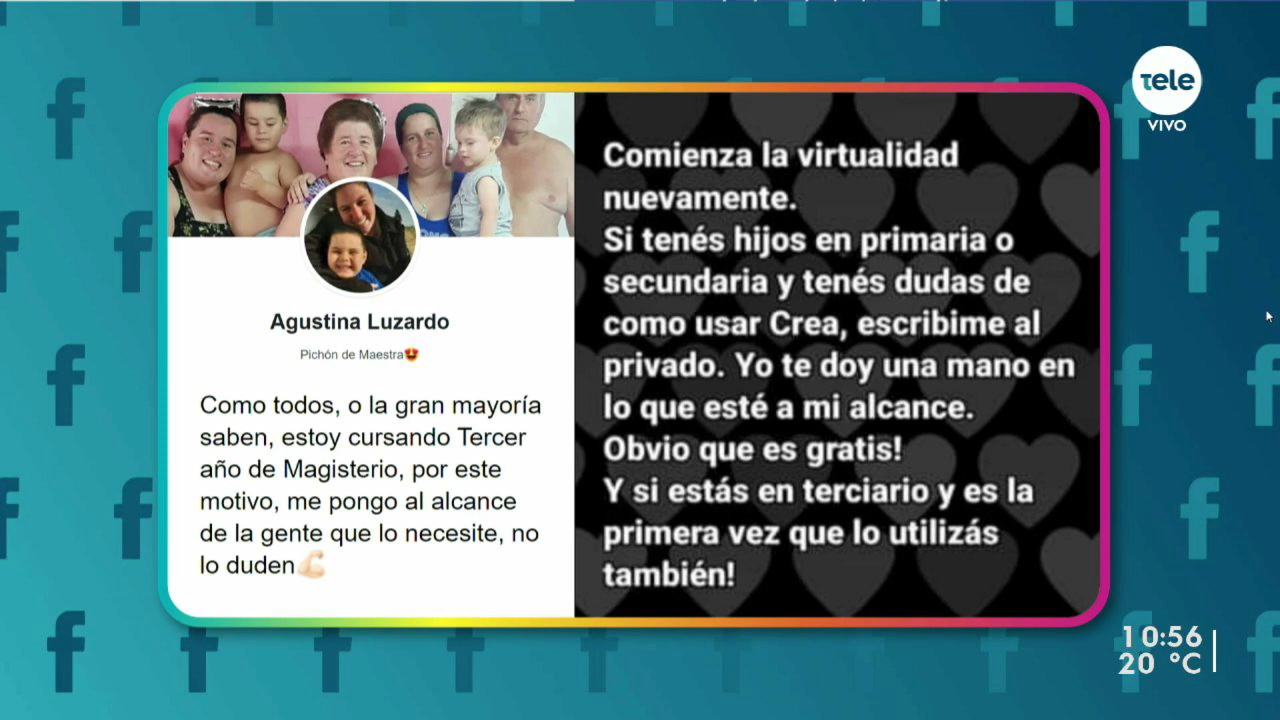 tele
VIVO
Agustina Luzardo
Pichón de Maestra😍
Como todos, o la gran mayoría
saben, estoy cursando Tercer
año de Magisterio, por este
motivo, me pongo al alcance
de la gente que lo necesite, no
lo duden💪🏻
Comienza la virtualidad
nuevamente.
Si tenés hijos en primaria o
secundaria y tenés dudas de
como usar Crea, escribime al
privado. Yo te doy una mano en
lo que esté a mi alcance.
Obvio que es gratis!
Y si estás en terciario y es la
primera vez que lo utilizás
también!
10:56
20 °C